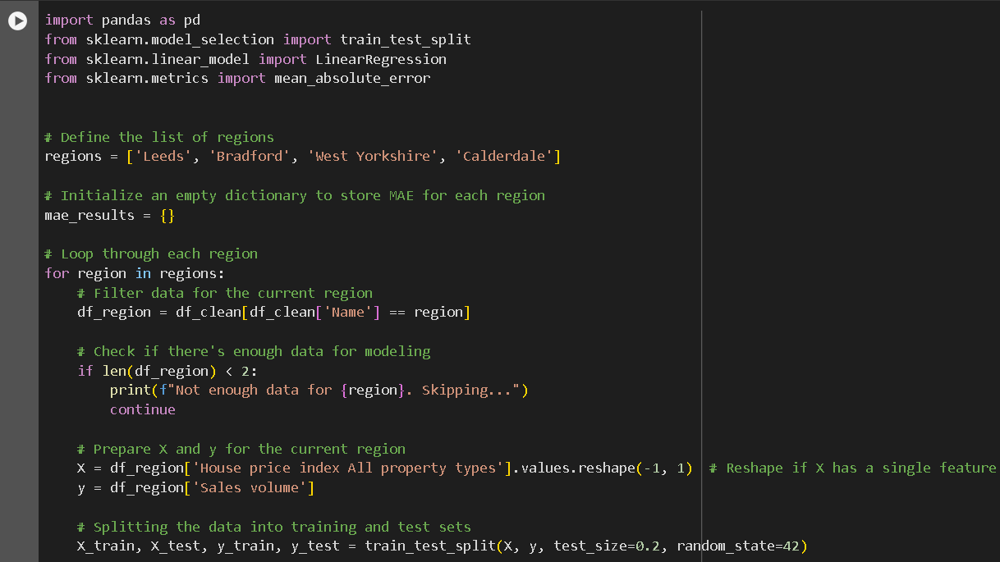 import pandas as pd
from sklearn.model_selection import train_test_split
from sklearn.linear_model import LinearRegression
from sklearn.metrics import mean_absolute_error
# Define the list of regions
regions = ['Leeds', 'Bradford', 'West Yorkshire', 'Calderdale']
# Initialize an empty dictionary to store MAE for each region
mae_results = {}
# Loop through each region
for region in regions:
    # Filter data for the current region
    df_region = df_clean[df_clean['Name'] == region]
    # Check if there's enough data for modeling
    if len(df_region) < 2:
        print(f"Not enough data for {region}. Skipping...")
        continue
    # Prepare X and y for the current region
    X = df_region['House price index All property types'].values.reshape(-1, 1)  # Reshape if X has a single feature
    y = df_region['Sales volume']
    # Splitting the data into training and test sets
    X_train, X_test, y_train, y_test = train_test_split(X, y, test_size=0.2, random_state=42)